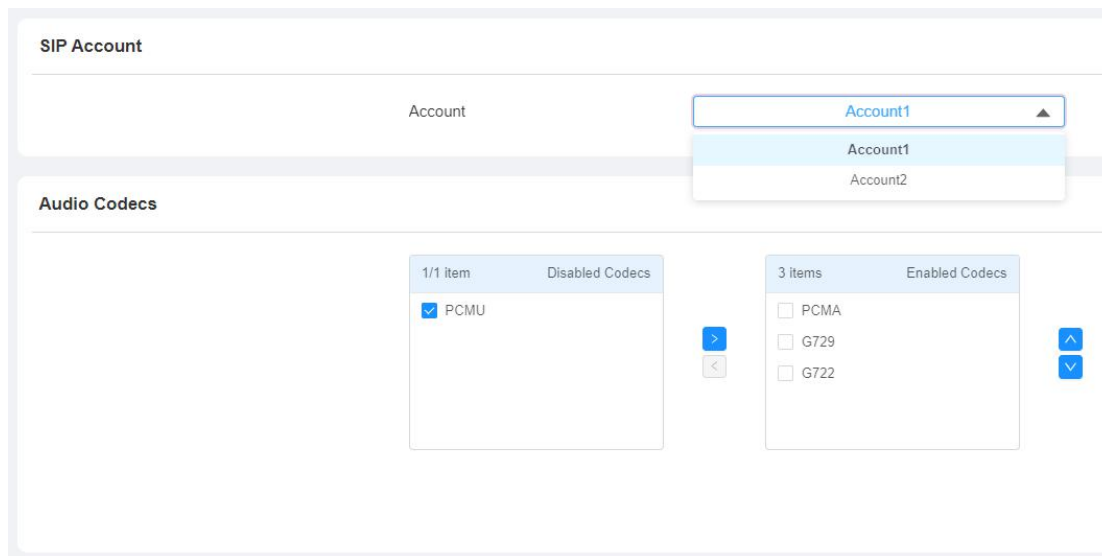 SIP Account
Account
Account1
Account1
Account2
Audio Codecs
1/1 item Disabled Codecs
PCMU
3 items Enabled Codecs
PCMA
G729
G722